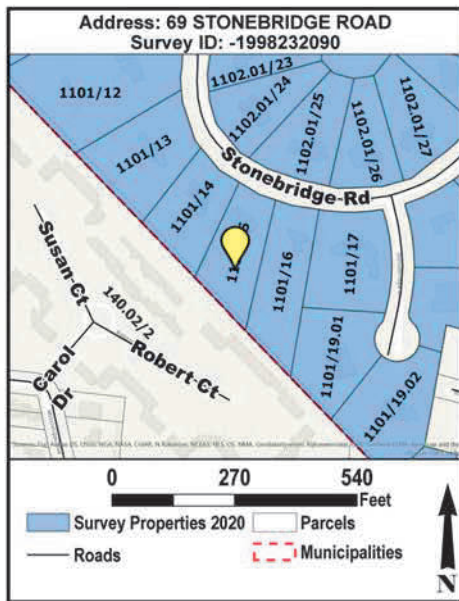 Address: 69 STONEBRIDGE ROAD
Survey ID: -1998232090
1101/12
1102.01/23
1102.01/24
1102.01/25
1102.01/26
1102.01/27
1101/13
1101/14
Stonebridge Rd
1101/16
1101/17
1101/19.01
1101/19.02
Susan Ct
140.02/2
Robert Ct
Carol
Dr
0 270 540
Feet
Survey Properties 2020
Parcels
Roads
Municipalities
N